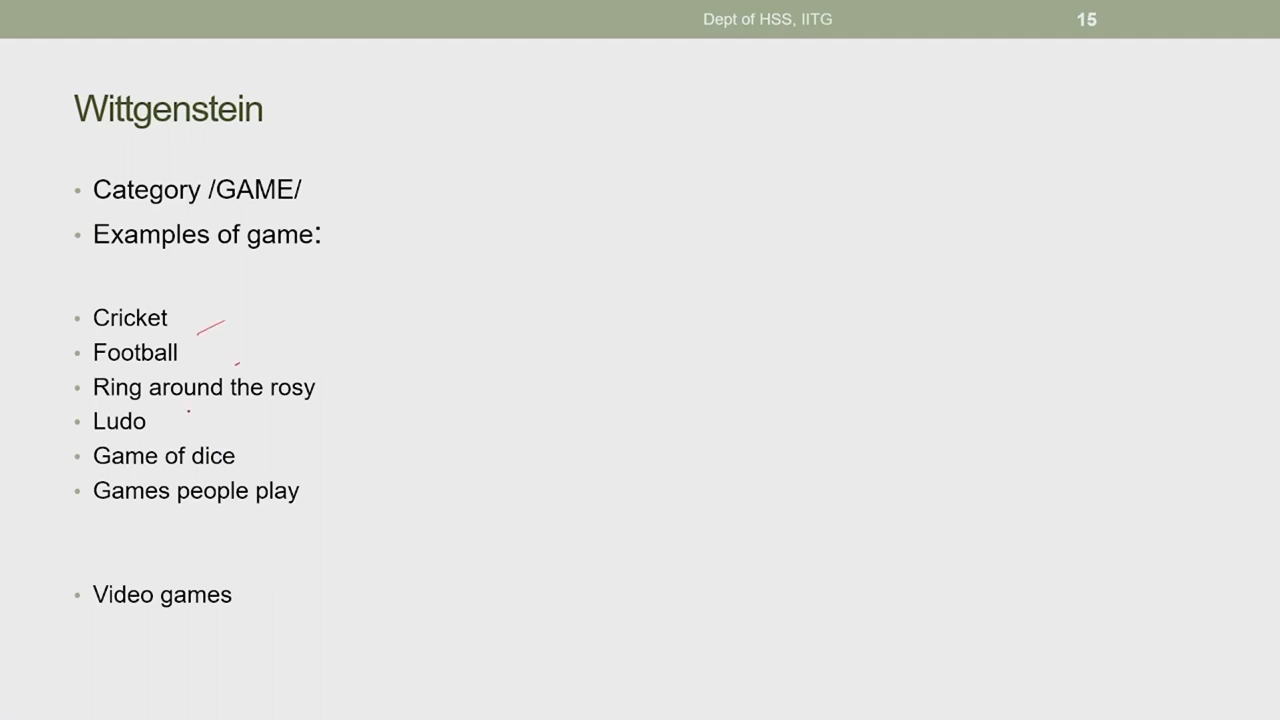 Dept of HSS, IITG 15
Wittgenstein
• Category /GAME/
• Examples of game:
• Cricket
• Football
• Ring around the rosy
• Ludo
• Game of dice
• Games people play
• Video games